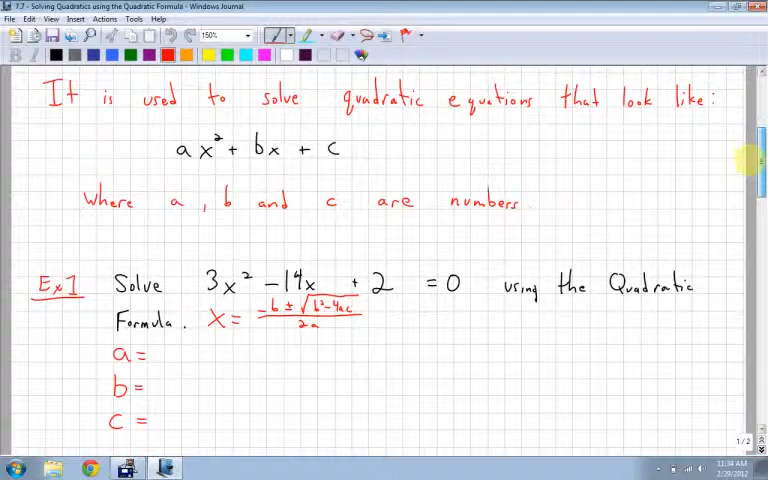 7.7 - Solving Quadratics using the Quadratic Formula - Windows Journal
File Edit View Insert Actions Tools Help
150%
It is used to solve quadratic equations that look like:
ax² + bx + c
where a, b and c are numbers
Ex1 Solve 3x² - 14x + 2 = 0 using the Quadratic
Formula. x = -b ± √b²-4ac / 2a
a =
b =
c =
1/2
11:34 AM
2/29/2012